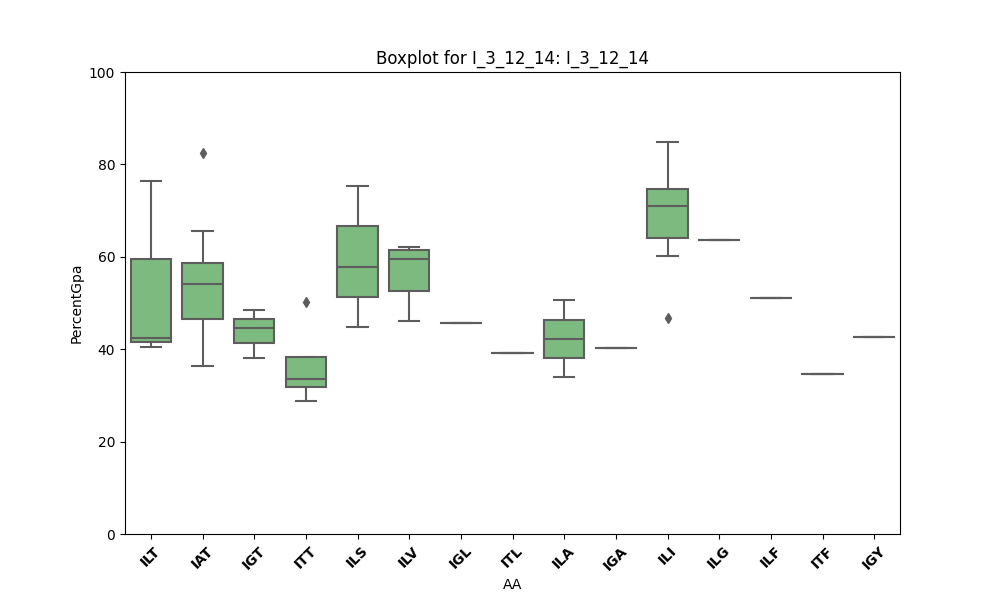 Boxplot for I_3_12_14: I_3_12_14
100
80
60
40
20
0
PercentGpa
ILT IAT IGT ITT ILS ILV IGL ITL ILA IGA ILI ILG ILF ITF IGY
AA